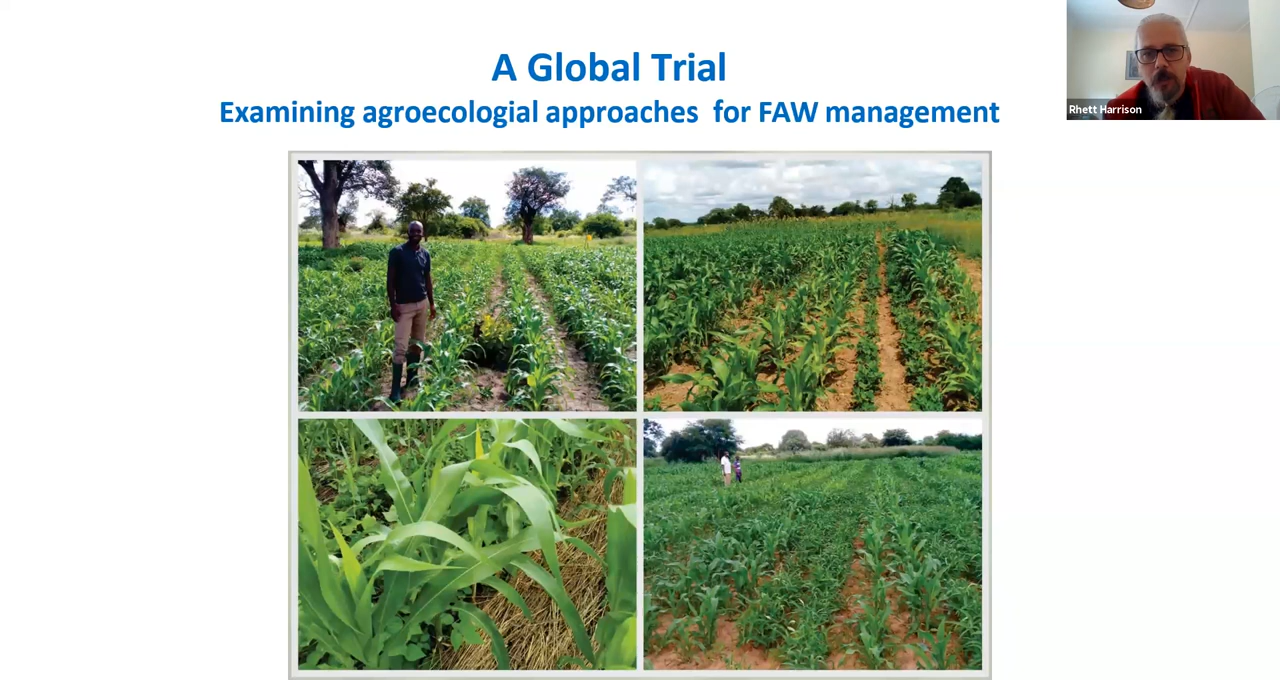 A Global Trial
Examining agroecologial approaches for FAW management
Rhett Harrison